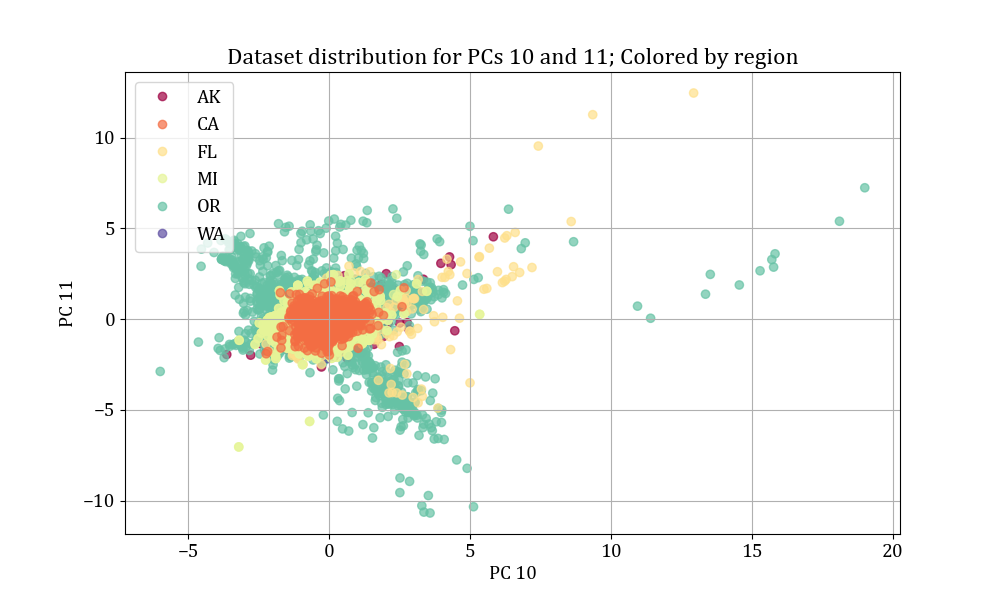 Dataset distribution for PCs 10 and 11; Colored by region
AK
CA
FL
MI
OR
WA
10
5
0
−5
−10
PC 11
−5
0
5
10
15
20
PC 10